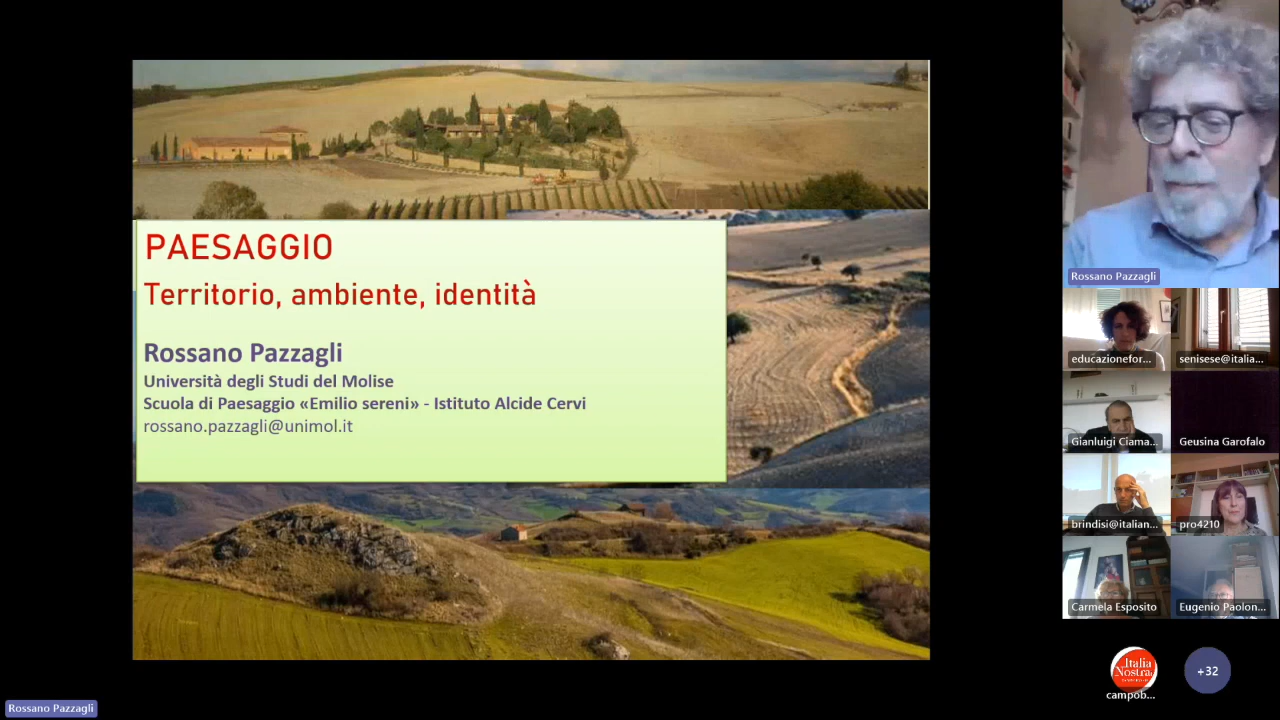 PAESAGGIO
Territorio, ambiente, identità
Rossano Pazzagli
Università degli Studi del Molise
Scuola di Paesaggio «Emilio sereni» - Istituto Alcide Cervi
rossano.pazzagli@unimol.it
Rossano Pazzagli
educazionefor...
senisese@italia...
Gianluigi Ciama...
Geusina Garofalo
brindisi@italian...
pro4210
Carmela Esposito
Eugenio Paolon...
Italia
Nostra
campob...
+32
Rossano Pazzagli